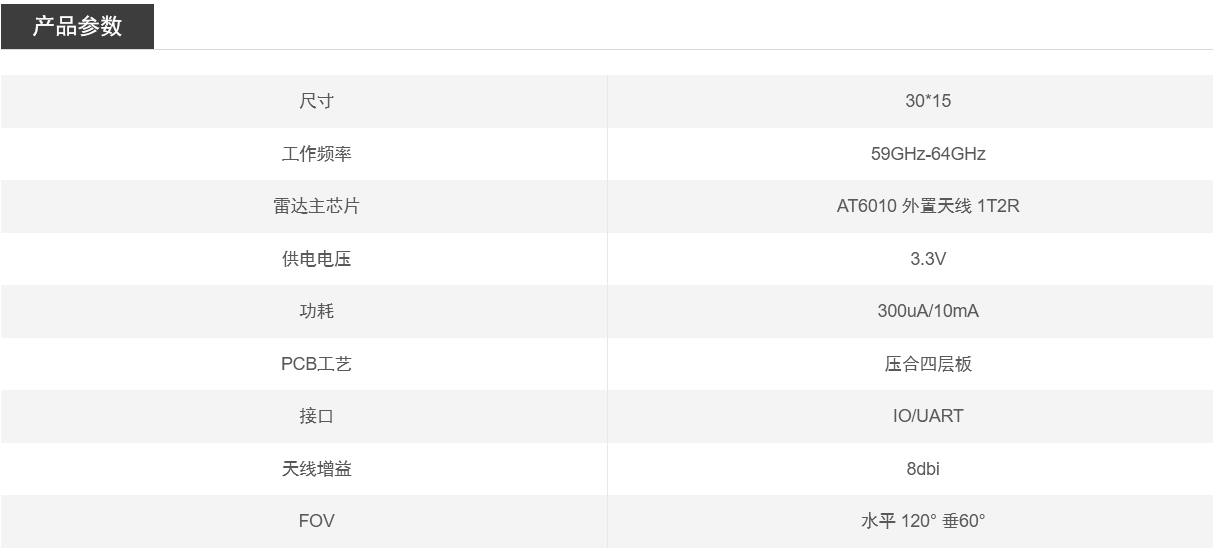 产品参数
尺寸 30*15
工作频率 59GHz-64GHz
雷达主芯片 AT6010 外置天线 1T2R
供电电压 3.3V
功耗 300uA/10mA
PCB工艺 压合四层板
接口 IO/UART
天线增益 8dbi
FOV 水平 120° 垂60°